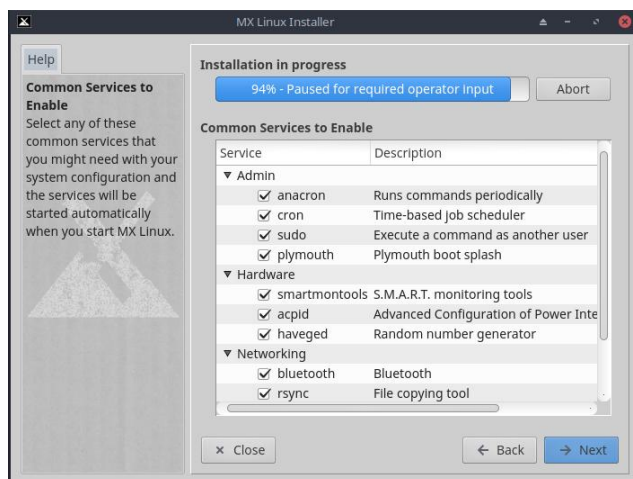 MX Linux Installer
Help
Common Services to
Enable
Select any of these
common services that
you might need with your
system configuration and
the services will be
started automatically
when you start MX Linux.
Installation in progress
94% - Paused for required operator input
Abort
Common Services to Enable
Service Description
Admin
anacron Runs commands periodically
cron Time-based job scheduler
sudo Execute a command as another user
plymouth Plymouth boot splash
Hardware
smartmontools S.M.A.R.T. monitoring tools
acpid Advanced Configuration of Power Inte
haveged Random number generator
Networking
bluetooth Bluetooth
rsync File copying tool
Close
Back
Next